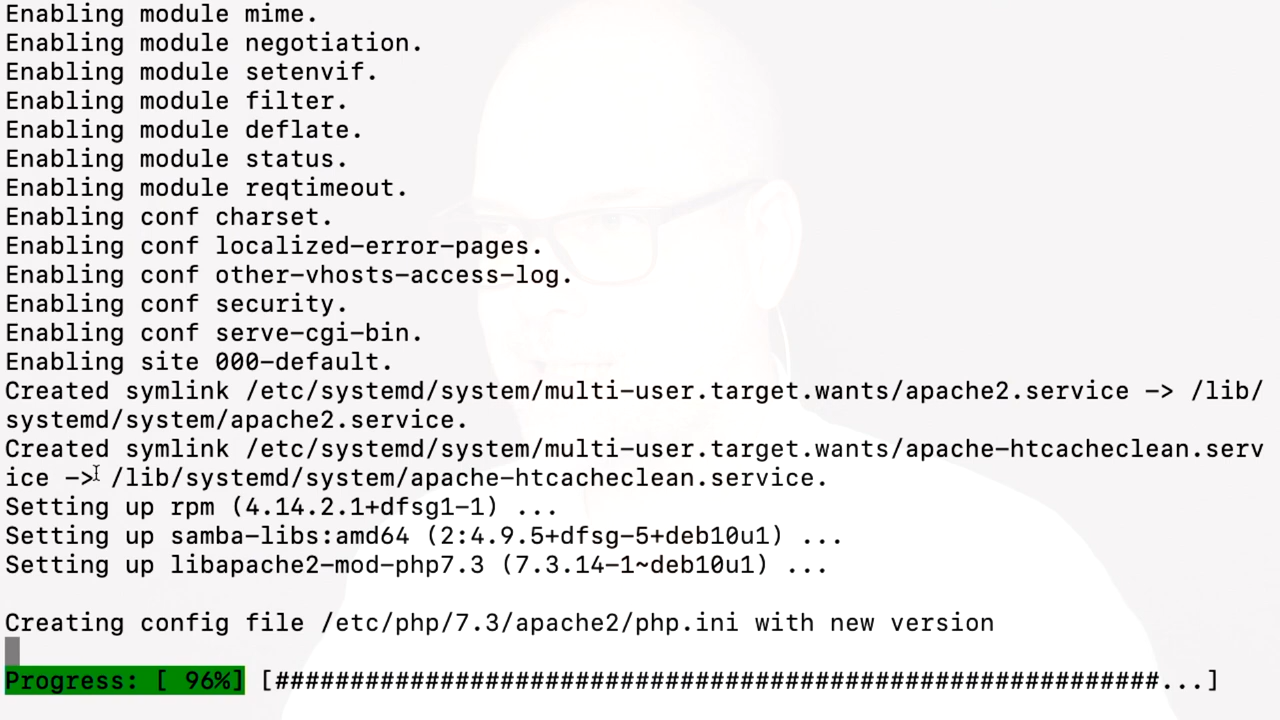 Enabling module mime.
Enabling module negotiation.
Enabling module setenvif.
Enabling module filter.
Enabling module deflate.
Enabling module status.
Enabling module reqtimeout.
Enabling conf charset.
Enabling conf localized-error-pages.
Enabling conf other-vhosts-access-log.
Enabling conf security.
Enabling conf serve-cgi-bin.
Enabling site 000-default.
Created symlink /etc/systemd/system/multi-user.target.wants/apache2.service -> /lib/
systemd/system/apache2.service.
Created symlink /etc/systemd/system/multi-user.target.wants/apache-htcacheclean.serv
ice -> /lib/systemd/system/apache-htcacheclean.service.
Setting up rpm (4.14.2.1+dfsg1-1) ...
Setting up samba-libs:amd64 (2:4.9.5+dfsg-5+deb10u1) ...
Setting up libapache2-mod-php7.3 (7.3.14-1~deb10u1) ...
Creating config file /etc/php/7.3/apache2/php.ini with new version
Progress: [ 96%] [###########################################################...]